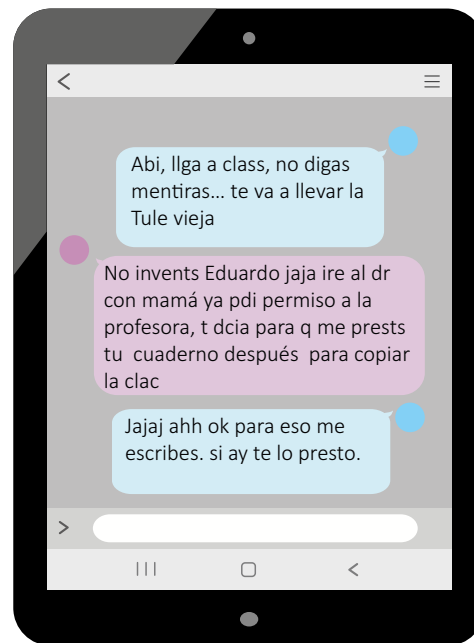 Abi, llga a class, no digas
mentiras... te va a llevar la
Tule vieja
No invents Eduardo jaja ire al dr
con mamá ya pdi permiso a la
profesora, t dcia para q me prests
tu cuaderno después para copiar
la clac
Jajaj ahh ok para eso me
escribes. si ay te lo presto.